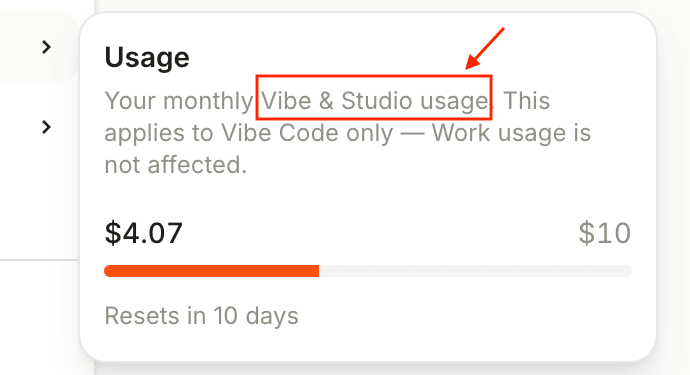 Usage
Your monthly Vibe & Studio usage. This
applies to Vibe Code only — Work usage is
not affected.
$4.07 $10
Resets in 10 days